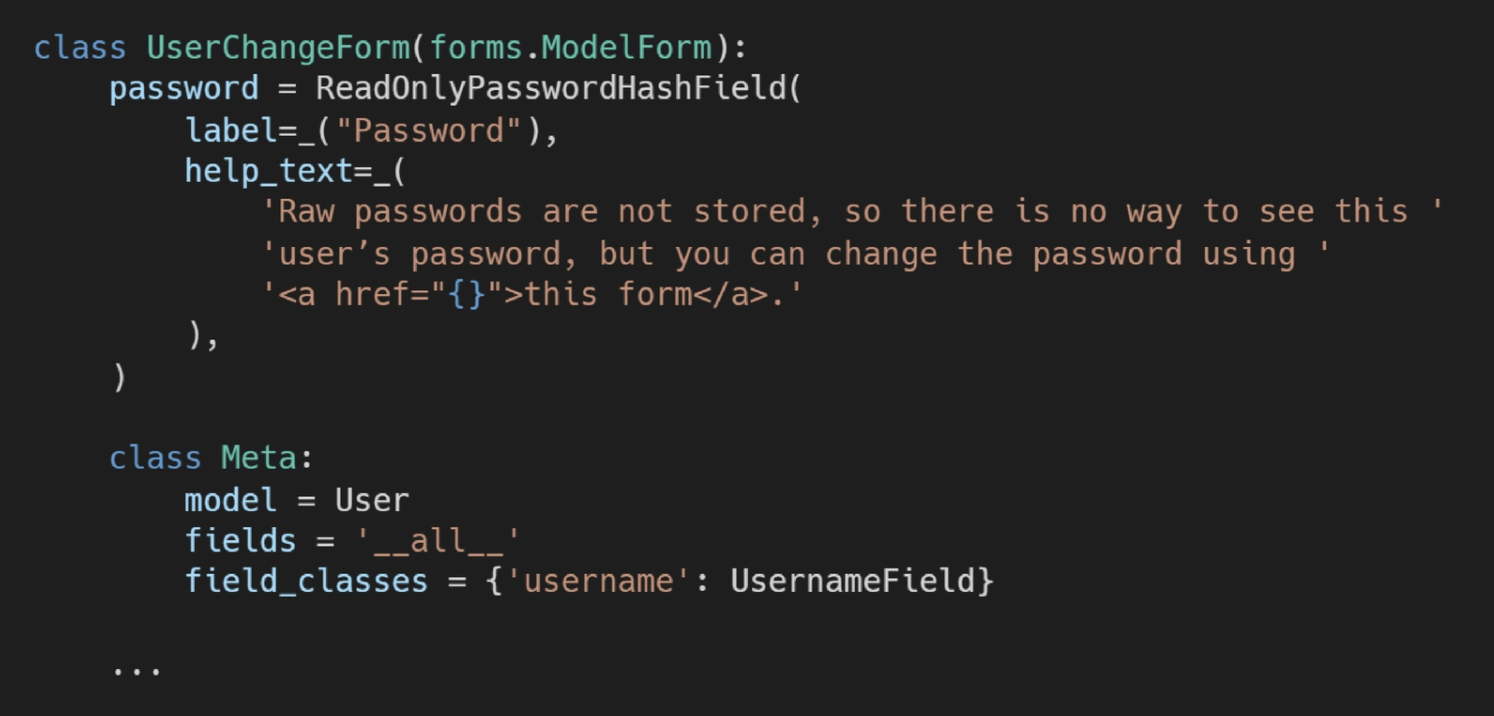 class UserChangeForm(forms.ModelForm):
    password = ReadOnlyPasswordHashField(
        label=_("Password"),
        help_text=_(
            'Raw passwords are not stored, so there is no way to see this '
            'user’s password, but you can change the password using '
            '<a href="{}">this form</a>.'
        ),
    )

    class Meta:
        model = User
        fields = '__all__'
        field_classes = {'username': UsernameField}

    ...